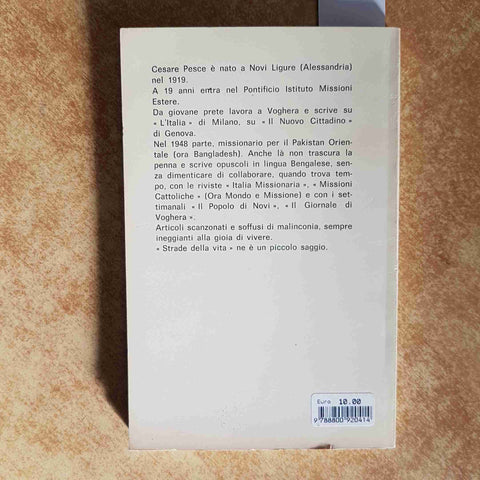 Cesare Pesce è nato a Novi Ligure (Alessandria)
nel 1919.
A 19 anni entra nel Pontificio Istituto Missioni
Estere.
Da giovane prete lavora a Voghera e scrive su
« L'Italia » di Milano, su « Il Nuovo Cittadino »
di Genova.
Nel 1948 parte, missionario per il Pakistan Orien-
tale (ora Bangladesh). Anche là non trascura la
penna e scrive opuscoli in lingua Bengalese, sen-
za dimenticare di collaborare, quando trova tem-
po, con le riviste « Italia Missionaria », « Missioni
Cattoliche » (Ora Mondo e Missione) e con i set-
timanali « Il Popolo di Novi », « Il Giornale di
Voghera ».
Articoli scanzonati e soffusi di malinconia, sempre
ineggianti alla gioia di vivere.
« Strade della vita » ne è un piccolo saggio.
Euro 10.00
9 788800 920414